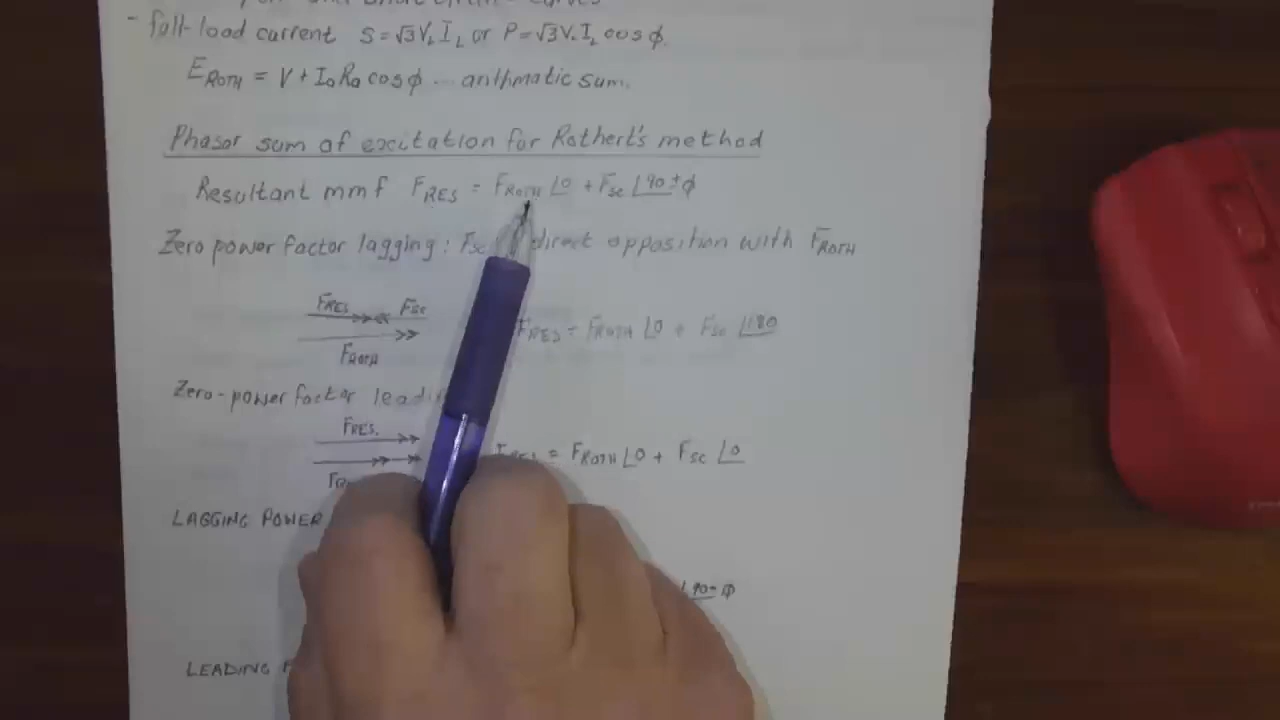 - full-load current S = √3 V_L I_L or P = √3 V_L I_L cos φ.
E_ROTH = V + I_a R_a cos φ ... arithmatic sum.
Phasor sum of excitation for Rothert's method
Resultant mmf F_RES = F_ROTH ∠0 + F_sc ∠90 ± φ
Zero power factor lagging: F_sc direct opposition with F_ROTH
F_RES F_sc
F_ROTH
F_RES = F_ROTH ∠0 + F_sc ∠180
Zero-power factor
F_RES.
= F_ROTH ∠0 + F_sc ∠0
LAGGING POWER
∠90 ± φ
LEADING